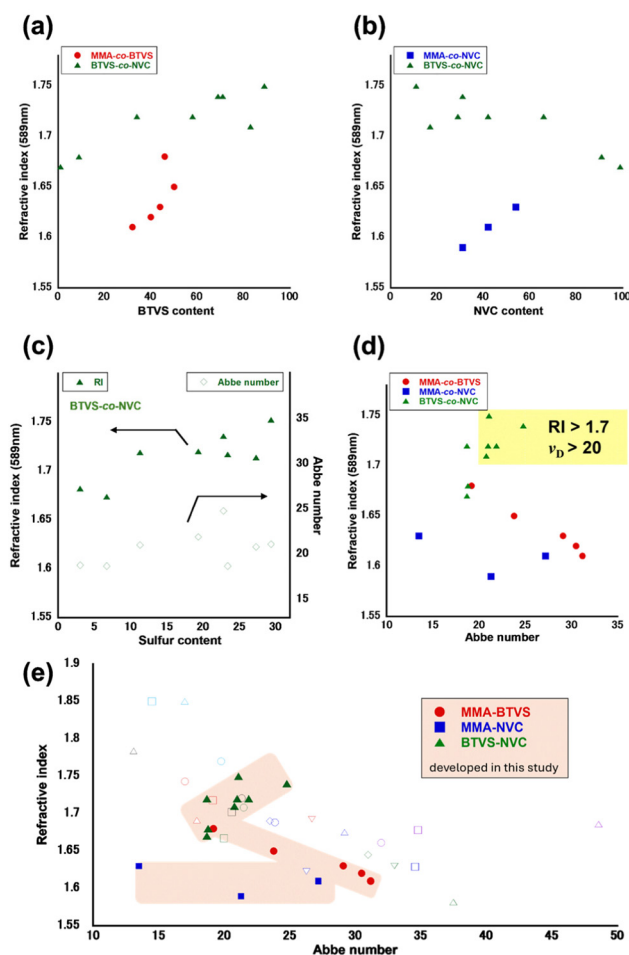 (a)
MMA-co-BTVS
BTVS-co-NVC
Refractive index (589nm)
1.75
1.7
1.65
1.6
1.55
0 20 40 60 80 100
BTVS content
(b)
MMA-co-NVC
BTVS-co-NVC
Refractive index (589nm)
1.75
1.7
1.65
1.6
1.55
0 20 40 60 80 100
NVC content
(c)
RI
Abbe number
BTVS-co-NVC
Refractive index (589nm)
1.75
1.7
1.65
1.6
1.55
35
30
25
20
15
Abbe number
0 5 10 15 20 25 30
Sulfur content
(d)
MMA-co-BTVS
MMA-co-NVC
BTVS-co-NVC
RI > 1.7
νD > 20
Refractive index (589nm)
1.75
1.7
1.65
1.6
1.55
10 15 20 25 30 35
Abbe number
(e)
MMA-BTVS
MMA-NVC
BTVS-NVC
developed in this study
Refractive index
1.9
1.85
1.8
1.75
1.7
1.65
1.6
1.55
10 15 20 25 30 35 40 45 50
Abbe number